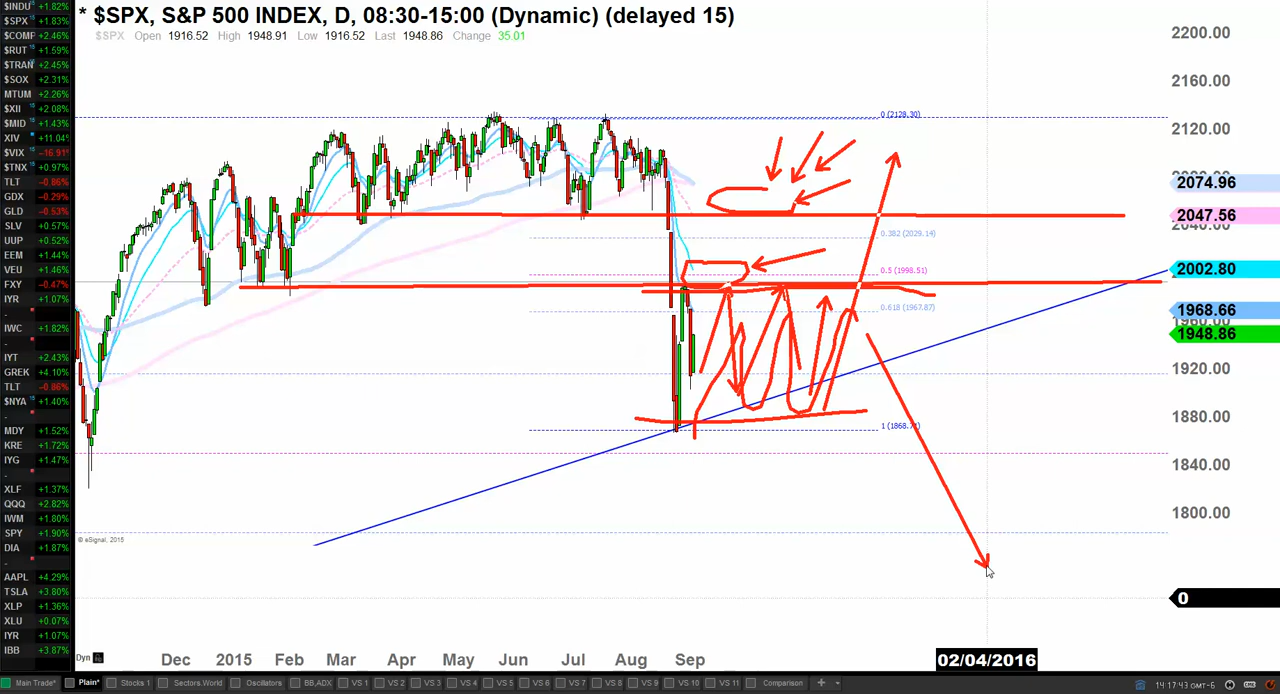 * $SPX, S&P 500 INDEX, D, 08:30-15:00 (Dynamic) (delayed 15)
$SPX Open 1916.52 High 1948.91 Low 1916.52 Last 1948.86 Change 35.01
$INDU +1.82%
$SPX +1.83%
$COMP +2.46%
$RUT +1.59%
$TRAN +2.45%
$SOX +2.31%
MTUM +2.26%
$XII +2.08%
$MID +1.43%
XIV +11.04%
$VIX -16.91%
$TNX +0.97%
TLT -0.86%
GDX -0.29%
GLD -0.53%
SLV +0.57%
UUP +0.52%
EEM +1.44%
VEU +1.46%
FXY -0.47%
IYR +1.07%
-
IWC +1.82%
-
IYT +2.43%
GREK +4.10%
TLT -0.86%
$NYA +1.40%
-
MDY +1.52%
KRE +1.72%
IYG +1.47%
-
XLF +1.37%
QQQ +2.82%
IWM +1.80%
SPY +1.90%
DIA +1.87%
-
AAPL +4.29%
TSLA +3.80%
XLP +1.36%
XLU +0.07%
IYR +1.07%
IBB +3.87%
0 (2128.30)
0.382 (2029.14)
0.5 (1998.51)
0.618 (1967.87)
2200.00
2160.00
2120.00
2074.96
2047.56
2002.80
1968.66
1948.86
1920.00
1880.00
1840.00
1800.00
0
© eSignal, 2015
Dyn Dec 2015 Feb Mar Apr May Jun Jul Aug Sep 02/04/2016
Main Trade* Plain* Stocks 1 Sectors.World Oscillators BB,ADX VS 1 VS 2 VS 3 VS 4 VS 5 VS 6 VS 7 VS 8 VS 9 VS 10 VS 11 Comparison + 14:17:43 GMT-5